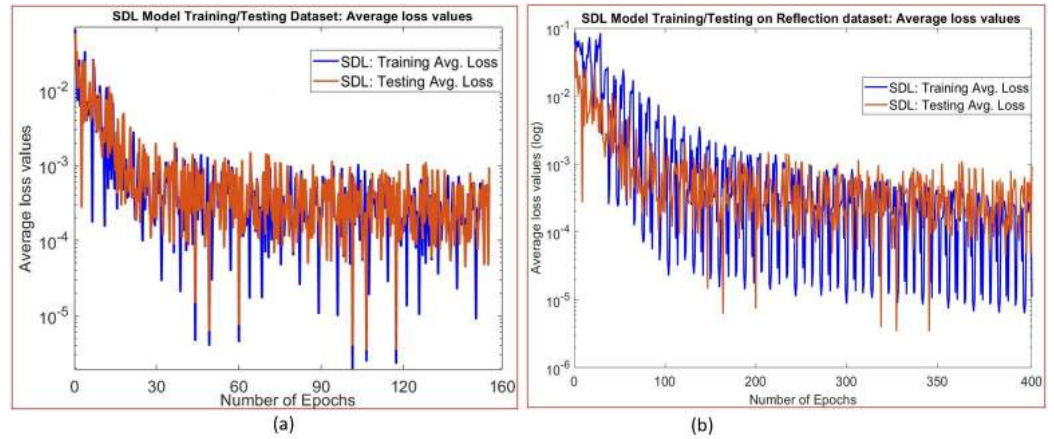 SDL Model Training/Testing Dataset: Average loss values
SDL: Training Avg. Loss
SDL: Testing Avg. Loss
Average loss values
10-2
10-3
10-4
10-5
0 30 60 90 120 160
Number of Epochs
(a)
SDL Model Training/Testing on Reflection dataset: Average loss values
SDL: Training Avg. Loss
SDL: Testing Avg. Loss
Average loss values (log)
10-1
10-2
10-3
10-4
10-5
10-6
0 100 200 300 350 400
Number of Epochs
(b)